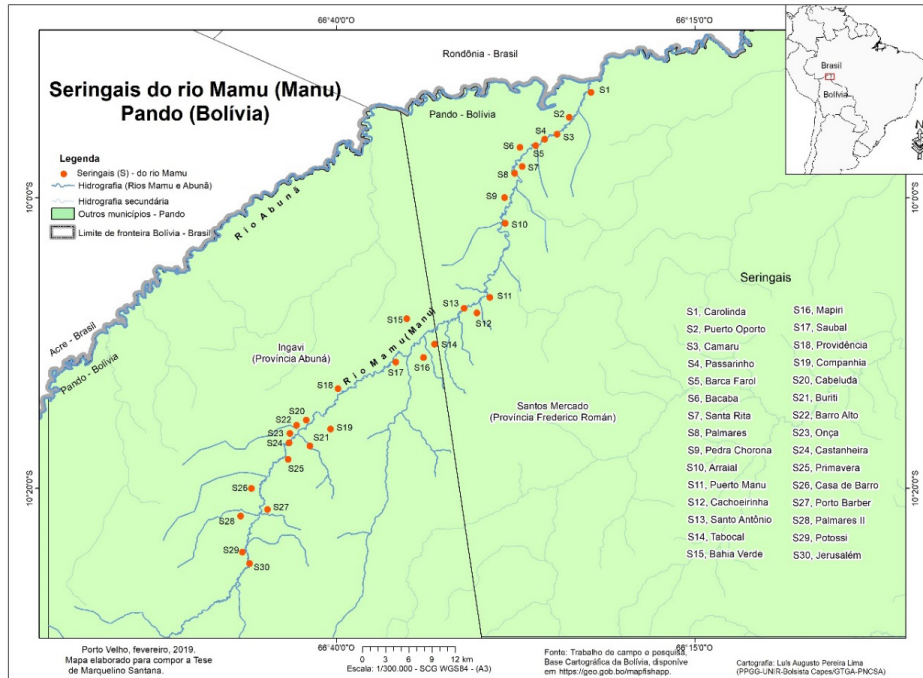 66°40'O
66°15'O
Rondônia - Brasil
Brasil
Bolívia
N
Seringais do rio Mamu (Manu)
Pando (Bolívia)
Pando - Bolívia
Legenda
Seringais (S) - do rio Mamu
Hidrografia (Rios Mamu e Abunã)
Hidrografia secundária
Outros municípios - Pando
Limite de fronteira Bolívia - Brasil
Rio Abunã
10°0'0"S
10°0'0"S
S1
S2
S3
S4
S5
S6
S7
S8
S9
S10
S11
S12
S13
S14
S15
S16
S17
S18
S19
S20
S21
S22
S23
S24
S25
S26
S27
S28
S29
S30
Rio Mamu (Manu)
Acre - Brasil
Pando - Bolívia
Ingavi
(Província Abuná)
Santos Mercado
(Província Frederico Román)
10°20'0"S
10°20'0"S
Seringais
S1, Carolinda
S2, Puerto Oporto
S3, Camaru
S4, Passarinho
S5, Barca Farol
S6, Bacaba
S7, Santa Rita
S8, Palmares
S9, Pedra Chorona
S10, Arraial
S11, Puerto Manu
S12, Cachoeirinha
S13, Santo Antônio
S14, Tabocal
S15, Bahia Verde
S16, Mapiri
S17, Saubal
S18, Providência
S19, Companhia
S20, Cabeluda
S21, Buriti
S22, Barro Alto
S23, Onça
S24, Castanheira
S25, Primavera
S26, Casa de Barro
S27, Porto Barber
S28, Palmares II
S29, Potossi
S30, Jerusalém
Porto Velho, fevereiro, 2019.
Mapa elaborado para compor a Tese
de Marquelino Santana.
66°40'O
0 3 6 9 12 km
Escala: 1/300.000 - SCG WGS84 - (A3)
66°15'O
Fonte: Trabalho do campo e pesquisa,
Base Cartográfica da Bolívia, disponíve
em https://geo.gob.bo/mapfishapp.
Cartografia: Luís Augusto Pereira Lima
(PPGG-UNIR-Bolsista Capes/GTGA-PNCSA)